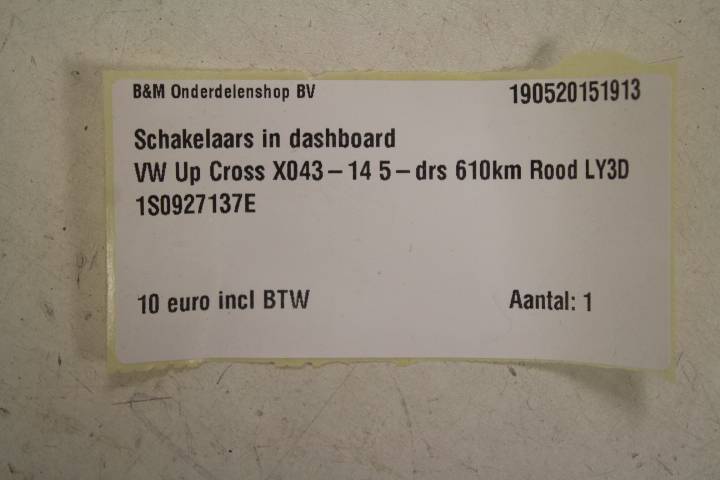 B&M Onderdelenshop BV 190520151913
Schakelaars in dashboard
VW Up Cross X043-14 5-drs 610km Rood LY3D
1S0927137E
10 euro incl BTW Aantal: 1